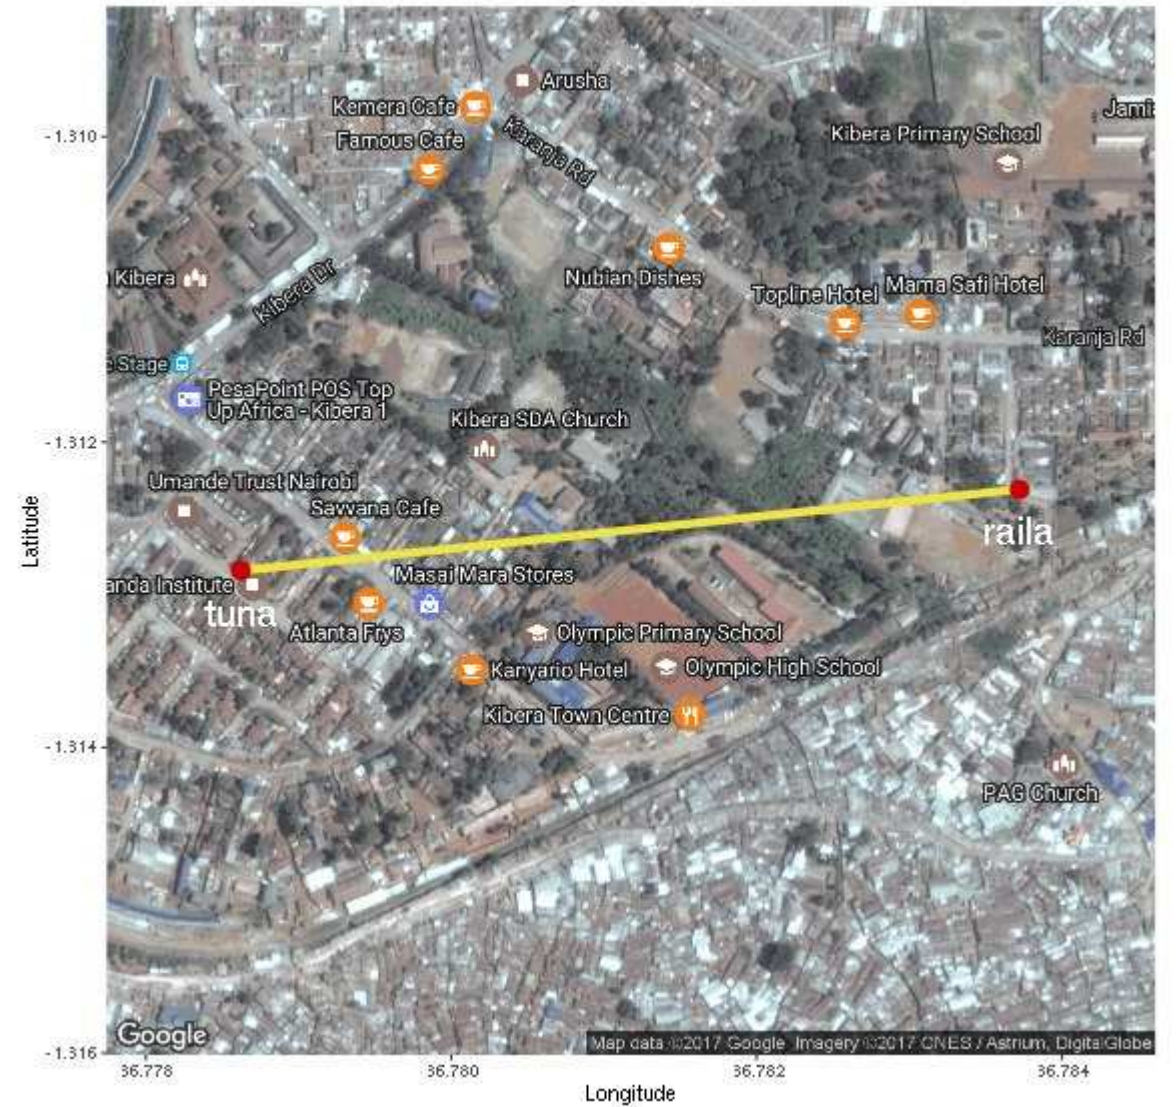 Arusha
Kemera Cafe
Famous Cafe
Karanja Rd
Jamia
Kibera Primary School
-1.310
Nubian Dishes
Kibera
Kibera Dr
Topline Hotel
Mama Safi Hotel
Karanja Rd
Stage
PesaPoint POS Top
Up Africa - Kibera 1
Kibera SDA Church
-1.312
Umande Trust Nairobi
Savvana Cafe
raila
Latitude
Masai Mara Stores
anda Institute
tuna
Atlanta Frys
Olympic Primary School
Kanyario Hotel
Olympic High School
Kibera Town Centre
-1.314
PAG Church
Google
Map data ©2017 Google Imagery ©2017 CNES / Astrium, DigitalGlobe
-1.316
36.778
36.780
36.782
36.784
Longitude